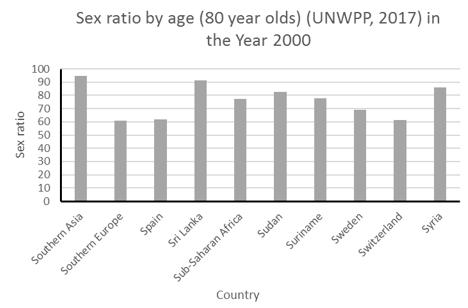 Sex ratio by age (80 year olds) (UNWPP, 2017) in
the Year 2000
100
90
80
70
60
50
40
30
20
10
0
Sex ratio
Southern Asia
Southern Europe
Spain
Sri Lanka
Sub-Saharan Africa
Sudan
Suriname
Sweden
Switzerland
Syria
Country